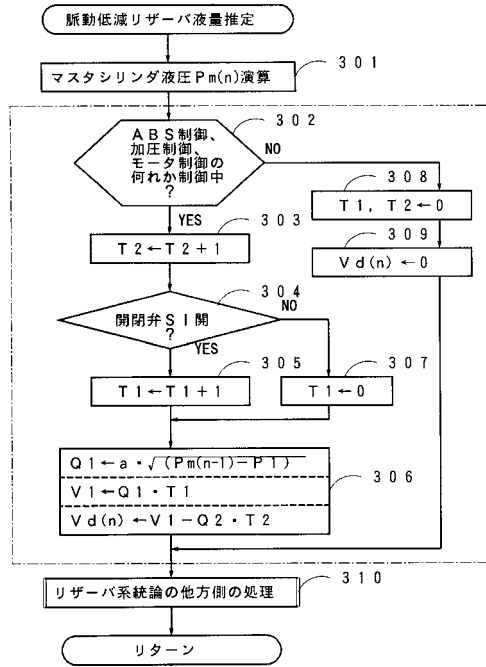 脈動低減リザーバ液量推定
マスタシリンダ液圧Pm(n)演算
301
ABS制御、
加圧制御、
モータ制御の
何れか制御中
?
302
NO
YES
303
T2←T2+1
308
T1, T2←0
309
Vd(n)←0
304
開閉弁SI開
?
NO
YES
305
T1←T1+1
307
T1←0
Q1←a・√(Pm(n-1)−P1)
V1←Q1・T1
Vd(n)←V1−Q2・T2
306
310
リザーバ系統論の他方側の処理
リターン